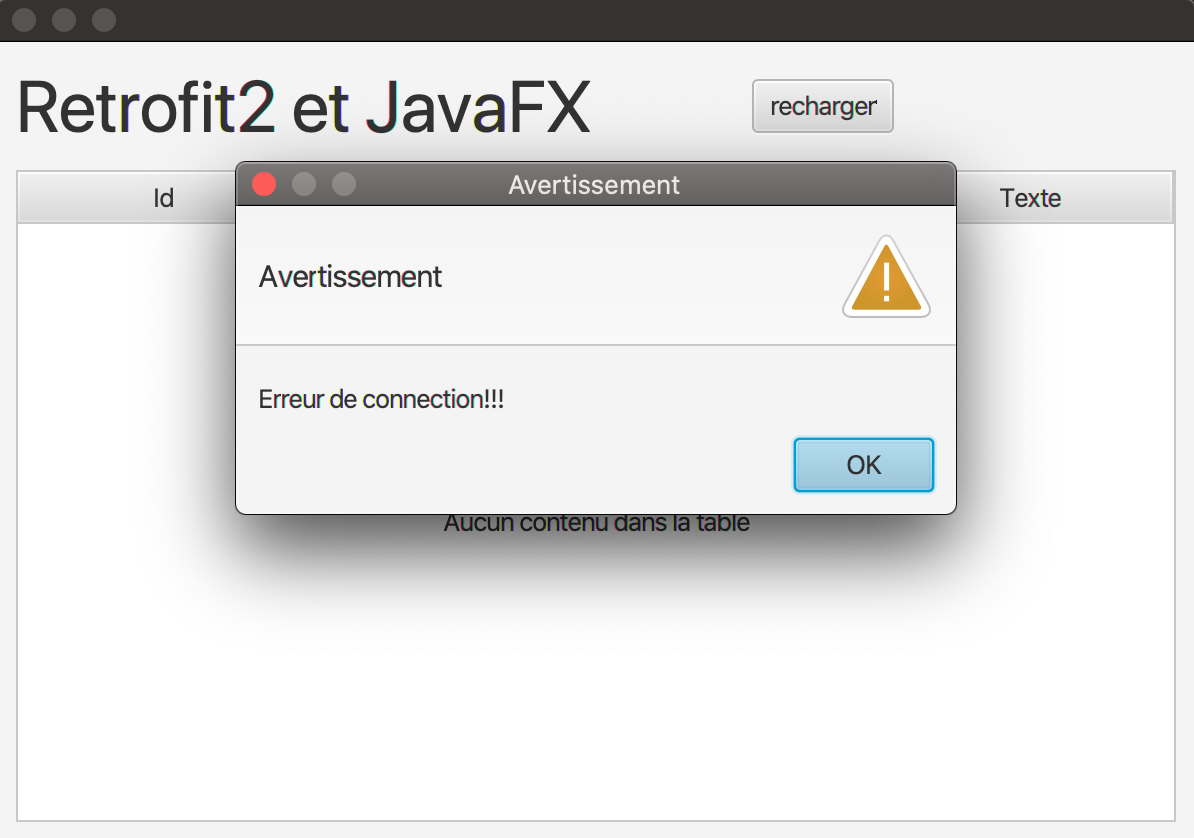 Retrofit2 et JavaFX
recharger
Id
Texte
Avertissement
Avertissement
Erreur de connection!!!
OK
Aucun contenu dans la table